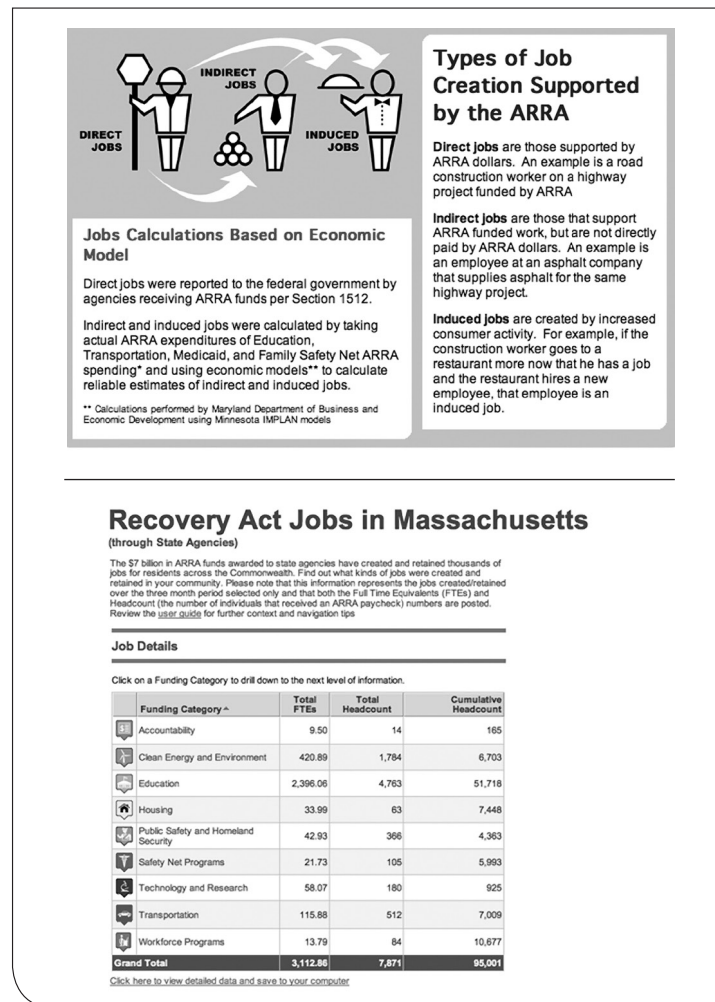 DIRECT
JOBS
INDIRECT
JOBS
INDUCED
JOBS
Jobs Calculations Based on Economic
Model
Direct jobs were reported to the federal government by
agencies receiving ARRA funds per Section 1512.
Indirect and induced jobs were calculated by taking
actual ARRA expenditures of Education,
Transportation, Medicaid, and Family Safety Net ARRA
spending* and using economic models** to calculate
reliable estimates of indirect and induced jobs.
** Calculations performed by Maryland Department of Business and
Economic Development using Minnesota IMPLAN models
Types of Job
Creation Supported
by the ARRA
Direct jobs are those supported by
ARRA dollars. An example is a road
construction worker on a highway
project funded by ARRA
Indirect jobs are those that support
ARRA funded work, but are not directly
paid by ARRA dollars. An example is
an employee at an asphalt company
that supplies asphalt for the same
highway project.
Induced jobs are created by increased
consumer activity. For example, if the
construction worker goes to a
restaurant more now that he has a job
and the restaurant hires a new
employee, that employee is an
induced job.
Recovery Act Jobs in Massachusetts
(through State Agencies)
The $7 billion in ARRA funds awarded to state agencies have created and retained thousands of
jobs for residents across the Commonwealth. Find out what kinds of jobs were created and
retained in your community. Please note that this information represents the jobs created/retained
over the three month period selected only and that both the Full Time Equivalents (FTEs) and
Headcount (the number of individuals that received an ARRA paycheck) numbers are posted.
Review the user guide for further context and navigation tips
Job Details
Click on a Funding Category to drill down to the next level of information.
Funding Category Total FTEs Total Headcount Cumulative Headcount
Accountability 9.50 14 165
Clean Energy and Environment 420.89 1,784 6,703
Education 2,396.06 4,763 51,718
Housing 33.99 63 7,448
Public Safety and Homeland Security 42.93 366 4,363
Safety Net Programs 21.73 105 5,993
Technology and Research 58.07 180 925
Transportation 115.88 512 7,009
Workforce Programs 13.79 84 10,677
Grand Total 3,112.86 7,871 95,001
Click here to view detailed data and save to your computer